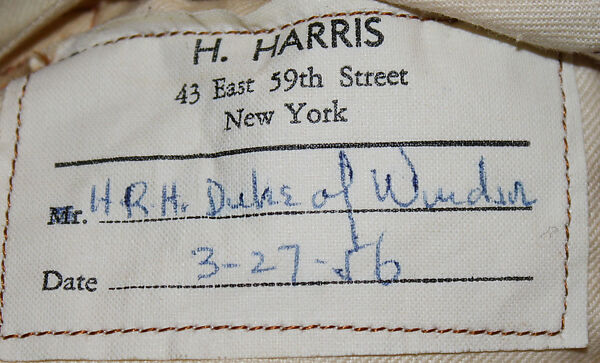 H. HARRIS
43 East 59th Street
New York
Mr. H.R.H. Duke of Windsor
Date 3-27-56